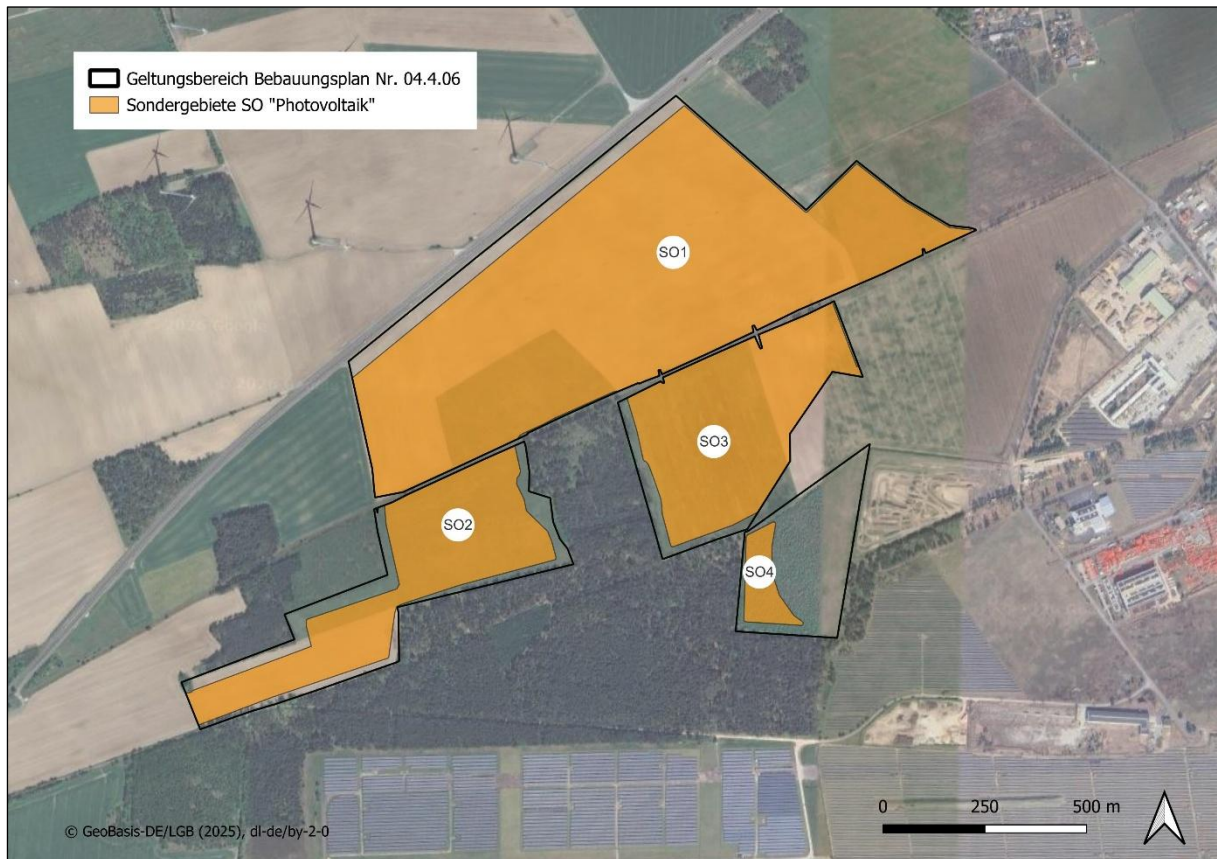 Geltungsbereich Bebauungsplan Nr. 04.4.06
Sondergebiete SO "Photovoltaik"
SO1
SO3
SO2
SO4
0 250 500 m
© GeoBasis-DE/LGB (2025), dl-de/by-2-0